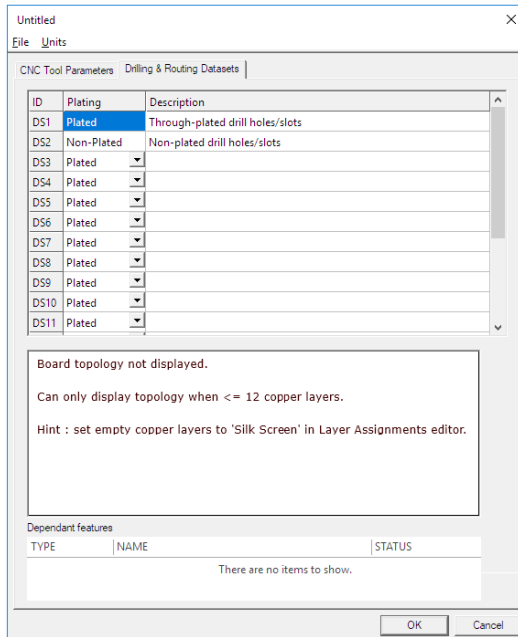 Untitled
File Units
CNC Tool Parameters Drilling & Routing Datasets
ID Plating Description
DS1 Plated Through-plated drill holes/slots
DS2 Non-Plated Non-plated drill holes/slots
DS3 Plated
DS4 Plated
DS5 Plated
DS6 Plated
DS7 Plated
DS8 Plated
DS9 Plated
DS10 Plated
DS11 Plated
Board topology not displayed.
Can only display topology when <= 12 copper layers.
Hint : set empty copper layers to 'Silk Screen' in Layer Assignments editor.
Dependant features
TYPE NAME STATUS
There are no items to show.
OK Cancel